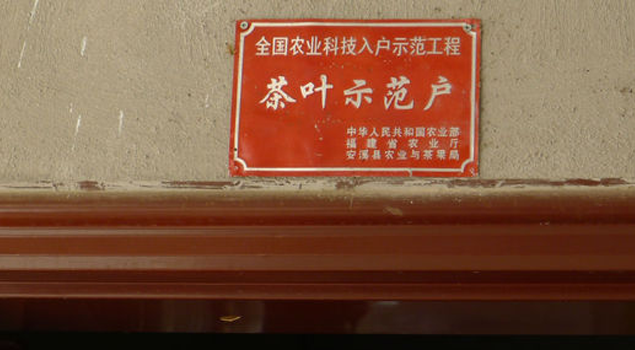 全国农业科技入户示范工程
茶叶示范户
中华人民共和国农业部
福建省农业厅
安溪县农业与茶果局